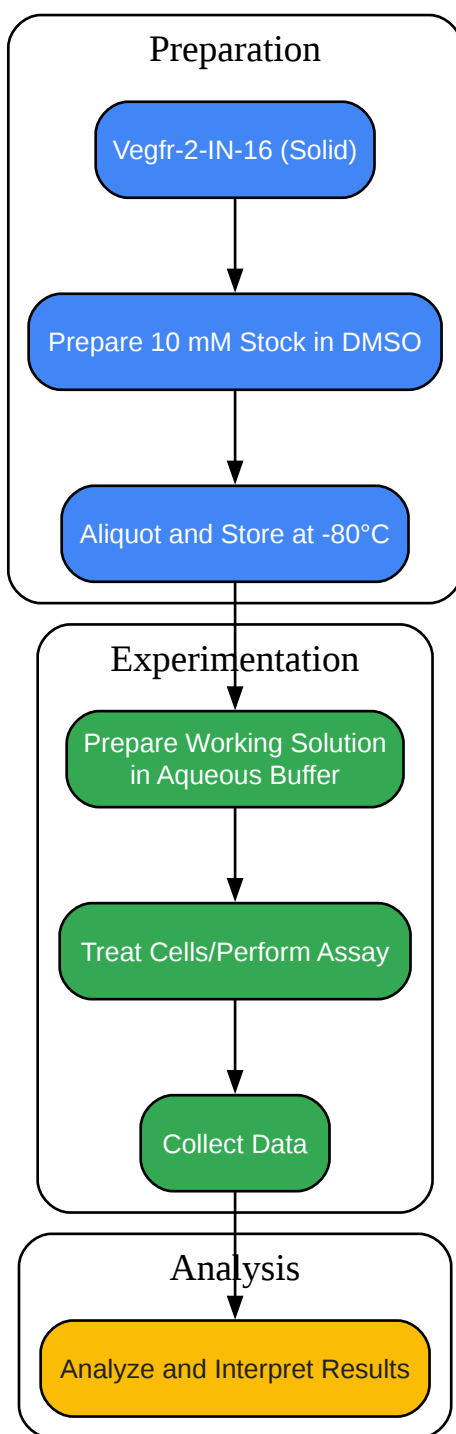 Preparation
Vegfr-2-IN-16 (Solid)
Prepare 10 mM Stock in DMSO
Aliquot and Store at -80°C
Experimentation
Prepare Working Solution
in Aqueous Buffer
Treat Cells/Perform Assay
Collect Data
Analysis
Analyze and Interpret Results